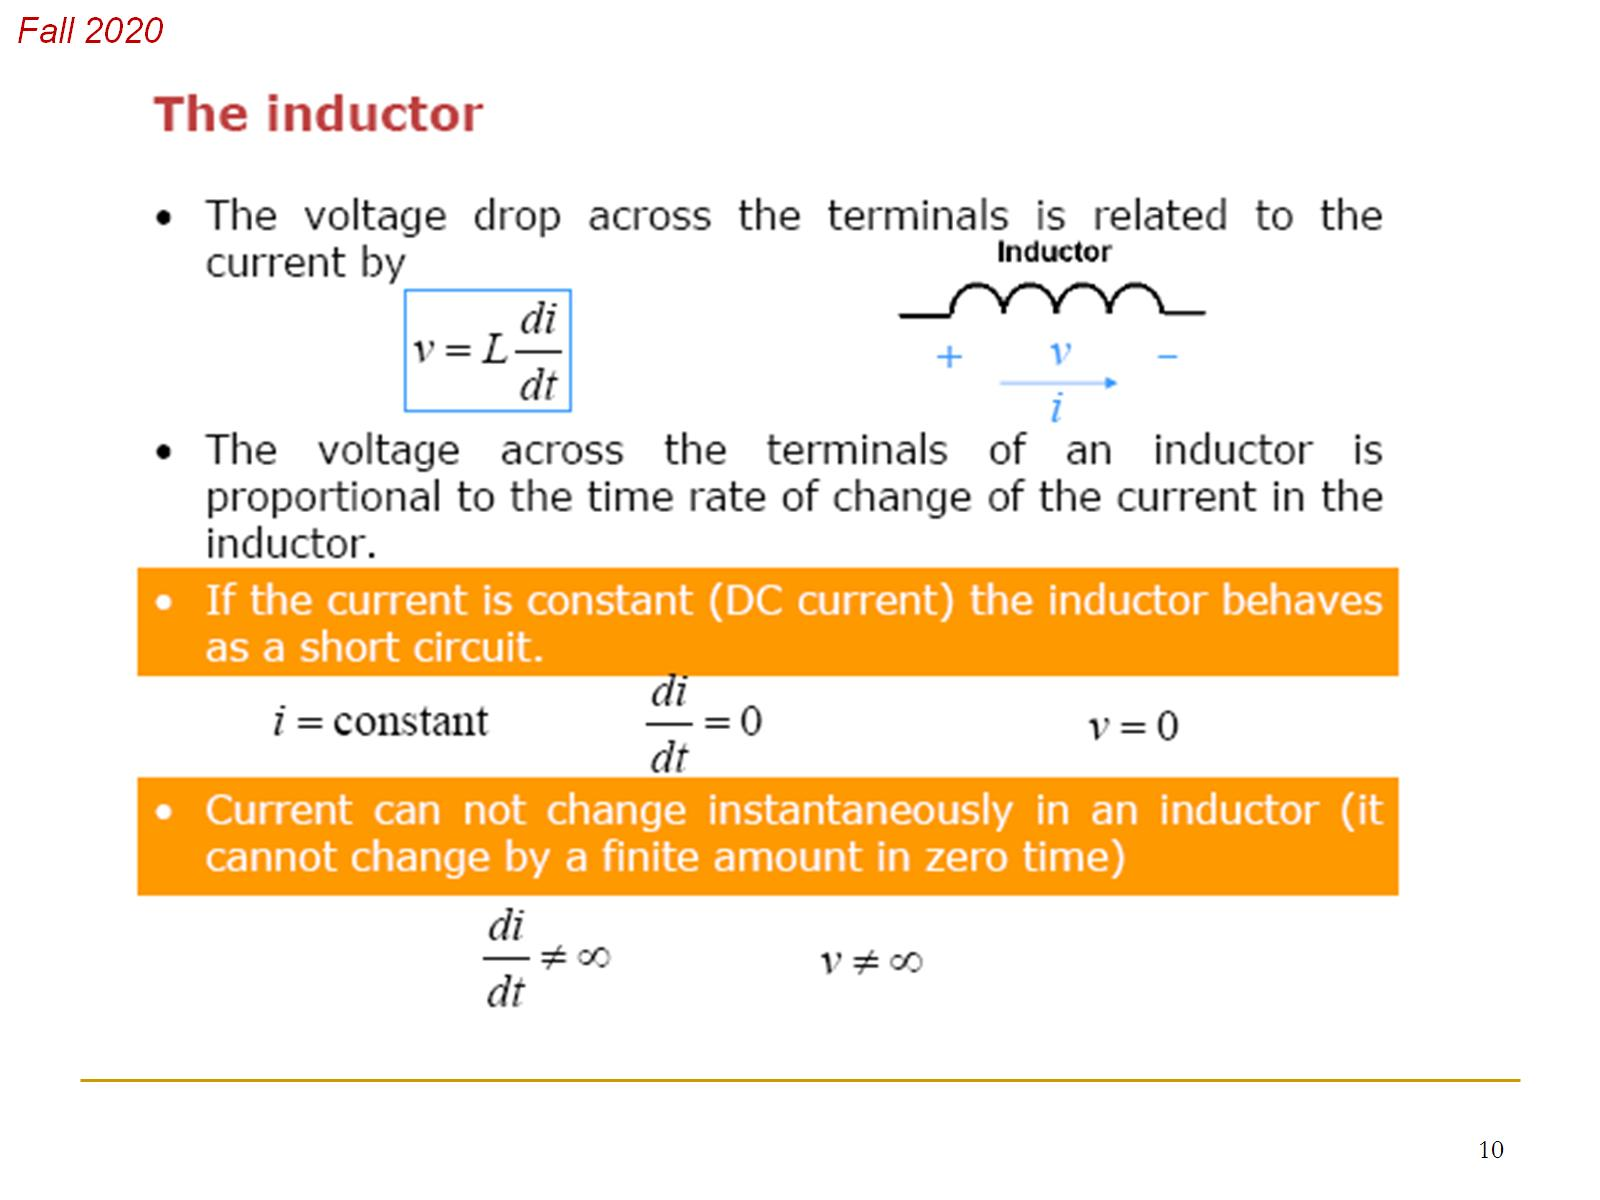 Fall 2020
The inductor
• The voltage drop across the terminals is related to the
current by
Inductor
v = L di/dt
+ v −
i
• The voltage across the terminals of an inductor is
proportional to the time rate of change of the current in the
inductor.
• If the current is constant (DC current) the inductor behaves
as a short circuit.
i = constant di/dt = 0 v = 0
• Current can not change instantaneously in an inductor (it
cannot change by a finite amount in zero time)
di/dt ≠ ∞ v ≠ ∞
10